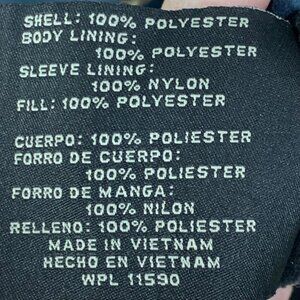 SHELL: 100% POLYESTER
BODY LINING:
100% POLYESTER
SLEEVE LINING:
100% NYLON
FILL: 100% POLYESTER
CUERPO: 100% POLIESTER
FORRO DE CUERPO:
100% POLIESTER
FORRO DE MANGA:
100% NILON
RELLENO: 100% POLIESTER
MADE IN VIETNAM
HECHO EN VIETNAM
WPL 11590